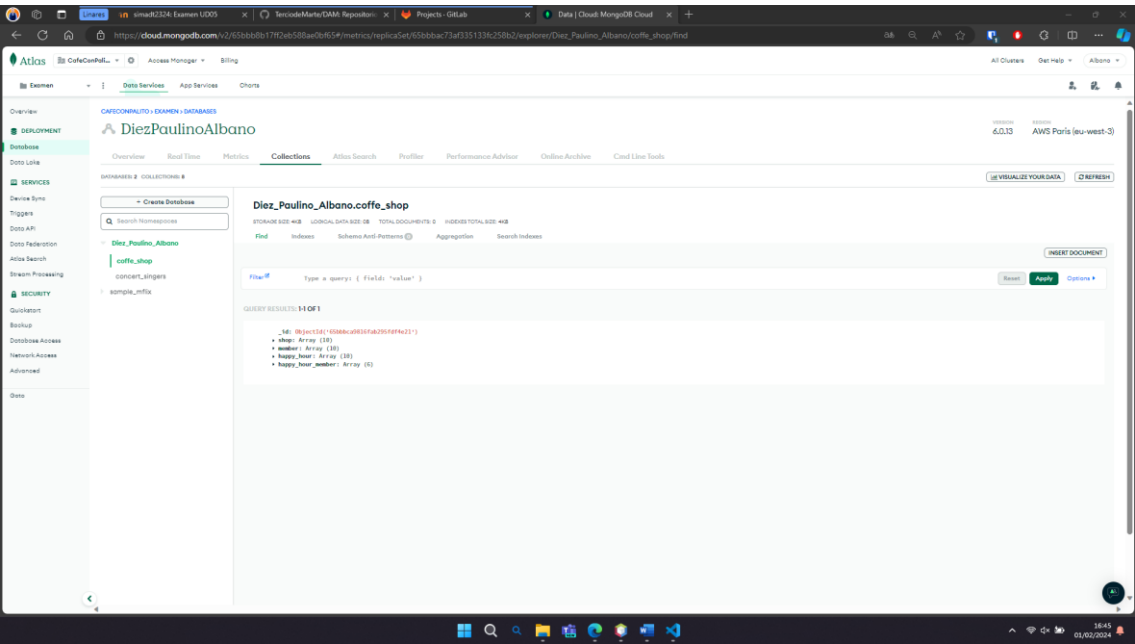 Linares
simadt2324: Examen UD05
TerciodeMarte/DAM: Repositorio
Projects · GitLab
Data | Cloud: MongoDB Cloud
https://cloud.mongodb.com/v2/65bbb8b17ff2eb588ae0bf65#/metrics/replicaSet/65bbbac73af335133fc258b2/explorer/Diez_Paulino_Albano/coffe_shop/find
Atlas
CafeConPali...
Access Manager
Billing
All Clusters
Get Help
Albano
Examen
Data Services
App Services
Charts
Overview
DEPLOYMENT
Database
Data Lake
SERVICES
Device Sync
Triggers
Data API
Data Federation
Atlas Search
Stream Processing
SECURITY
Quickstart
Backup
Database Access
Network Access
Advanced
Goto
CAFECONPALITO > EXAMEN > DATABASES
DiezPaulinoAlbano
VERSION
6.0.13
REGION
AWS Paris (eu-west-3)
Overview
Real Time
Metrics
Collections
Atlas Search
Profiler
Performance Advisor
Online Archive
Cmd Line Tools
DATABASES: 2 COLLECTIONS: 8
VISUALIZE YOUR DATA
REFRESH
+ Create Database
Search Namespaces
Diez_Paulino_Albano
coffe_shop
concert_singers
sample_mflix
Diez_Paulino_Albano.coffe_shop
STORAGE SIZE: 4KB LOGICAL DATA SIZE: 0B TOTAL DOCUMENTS: 0 INDEXES TOTAL SIZE: 4KB
Find
Indexes
Schema Anti-Patterns
Aggregation
Search Indexes
INSERT DOCUMENT
Filter
Type a query: { field: 'value' }
Reset
Apply
Options
QUERY RESULTS: 1-1 OF 1
shop: Array (10)
member: Array (10)
happy_hour: Array (10)
happy_hour_member: Array (6)
16:45
01/02/2024